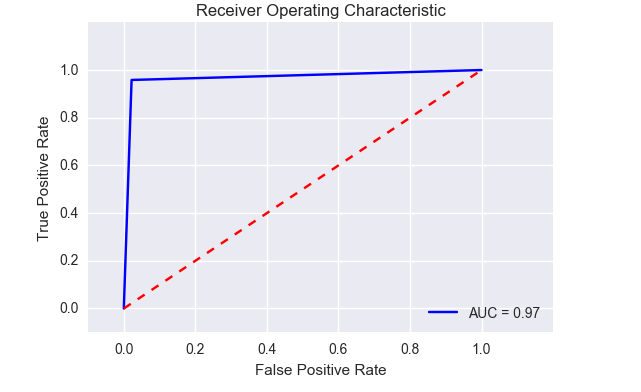 Receiver Operating Characteristic
1.0
0.8
0.6
0.4
0.2
0.0
True Positive Rate
AUC = 0.97
0.0 0.2 0.4 0.6 0.8 1.0
False Positive Rate